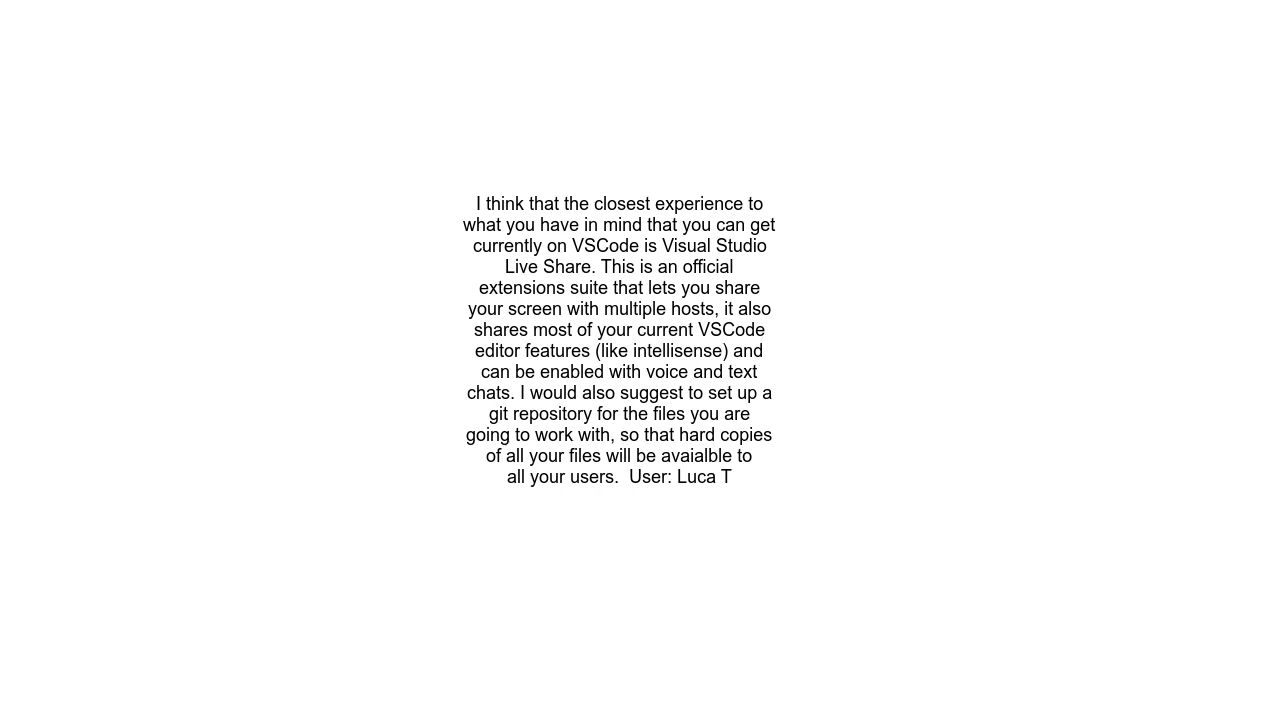 I think that the closest experience to
what you have in mind that you can get
currently on VSCode is Visual Studio
Live Share. This is an official
extensions suite that lets you share
your screen with multiple hosts, it also
shares most of your current VSCode
editor features (like intellisense) and
can be enabled with voice and text
chats. I would also suggest to set up a
git repository for the files you are
going to work with, so that hard copies
of all your files will be avaialble to
all your users.  User: Luca T